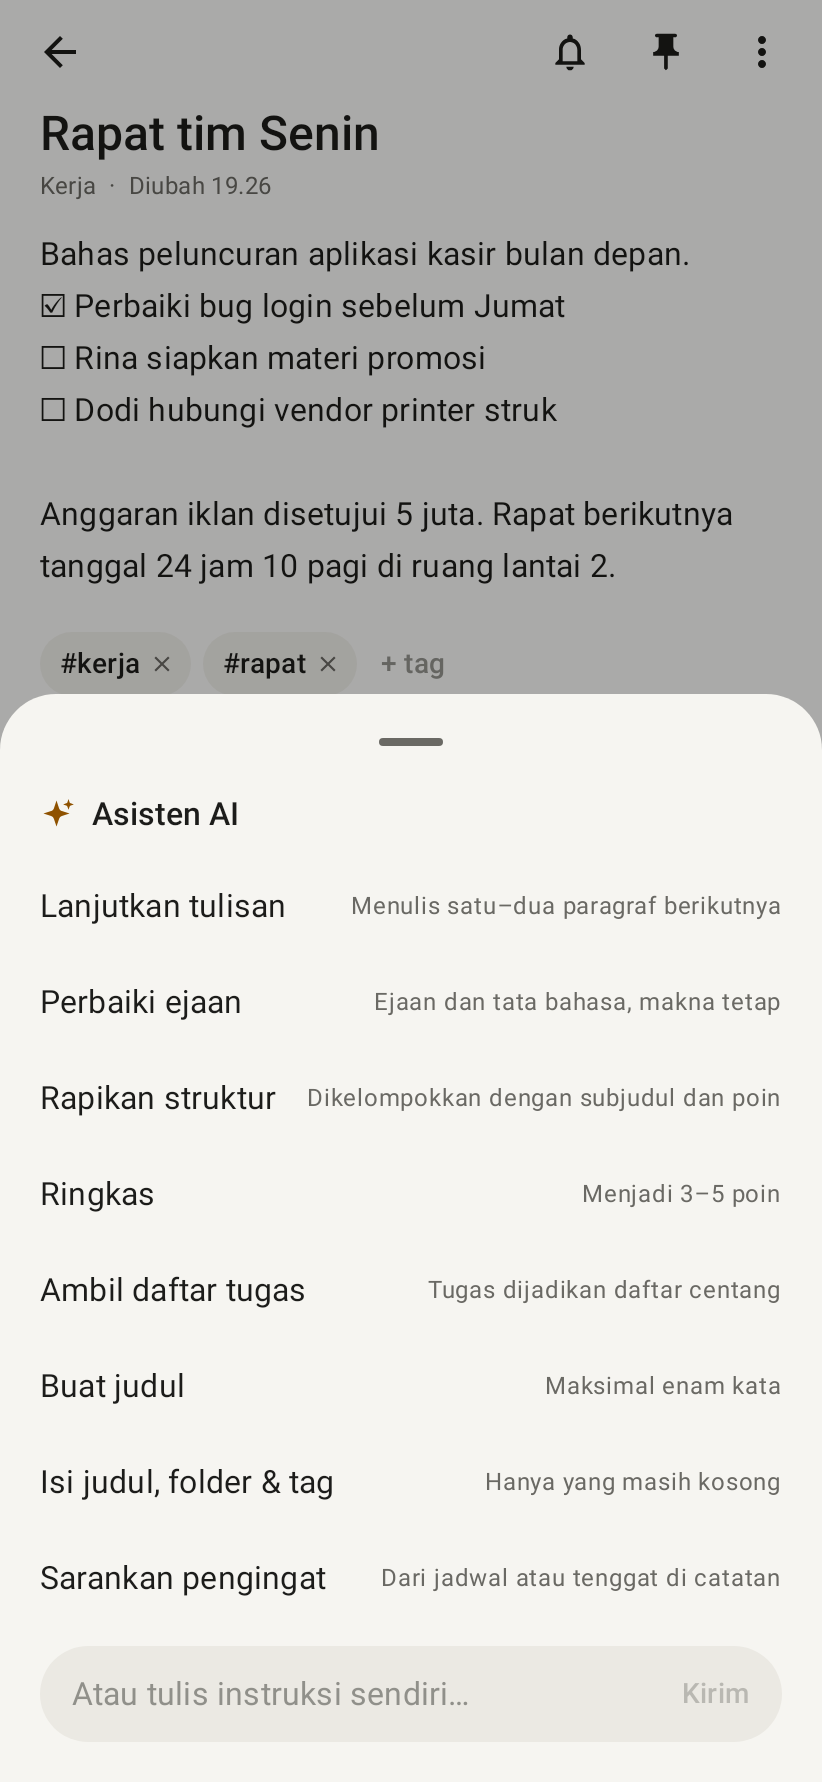 Rapat tim Senin
Kerja · Diubah 19.26
Bahas peluncuran aplikasi kasir bulan depan.
☑ Perbaiki bug login sebelum Jumat
☐ Rina siapkan materi promosi
☐ Dodi hubungi vendor printer struk
Anggaran iklan disetujui 5 juta. Rapat berikutnya
tanggal 24 jam 10 pagi di ruang lantai 2.
#kerja × #rapat × + tag
Asisten AI
Lanjutkan tulisan Menulis satu–dua paragraf berikutnya
Perbaiki ejaan Ejaan dan tata bahasa, makna tetap
Rapikan struktur Dikelompokkan dengan subjudul dan poin
Ringkas Menjadi 3–5 poin
Ambil daftar tugas Tugas dijadikan daftar centang
Buat judul Maksimal enam kata
Isi judul, folder & tag Hanya yang masih kosong
Sarankan pengingat Dari jadwal atau tenggat di catatan
Atau tulis instruksi sendiri… Kirim